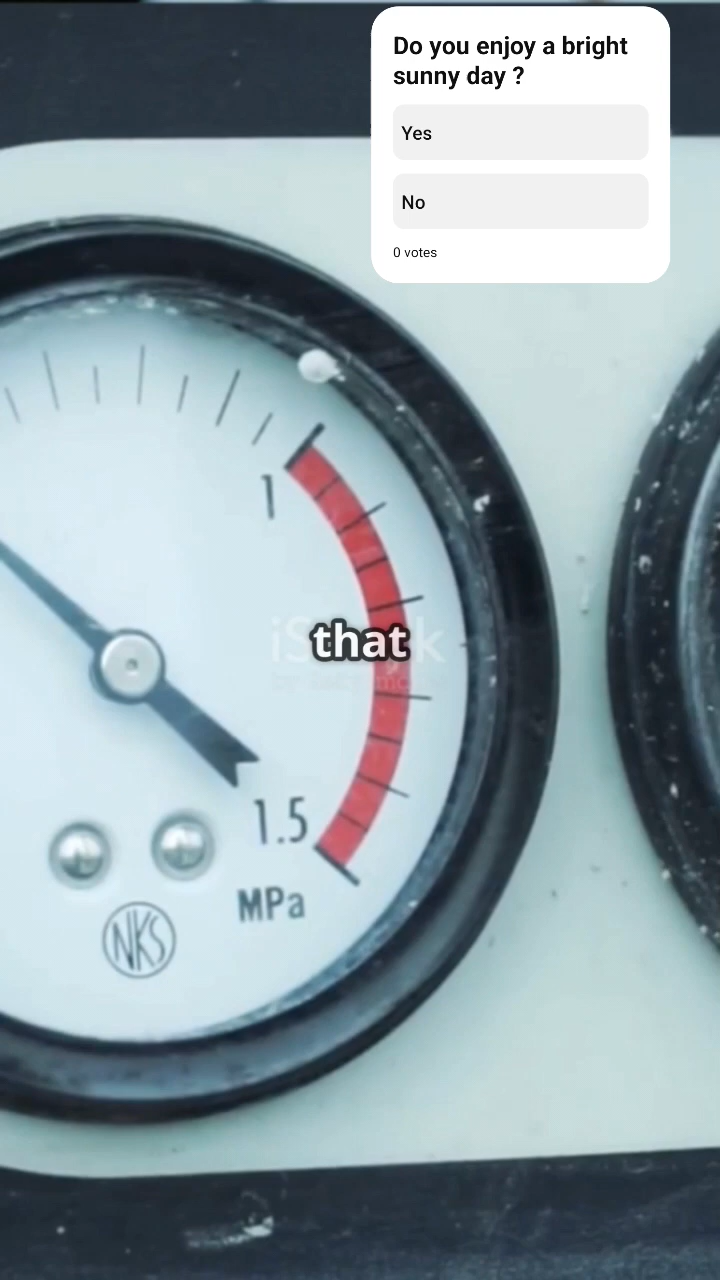 Do you enjoy a bright
sunny day ?
Yes
No
0 votes
1
that
1.5
MPa
NKS